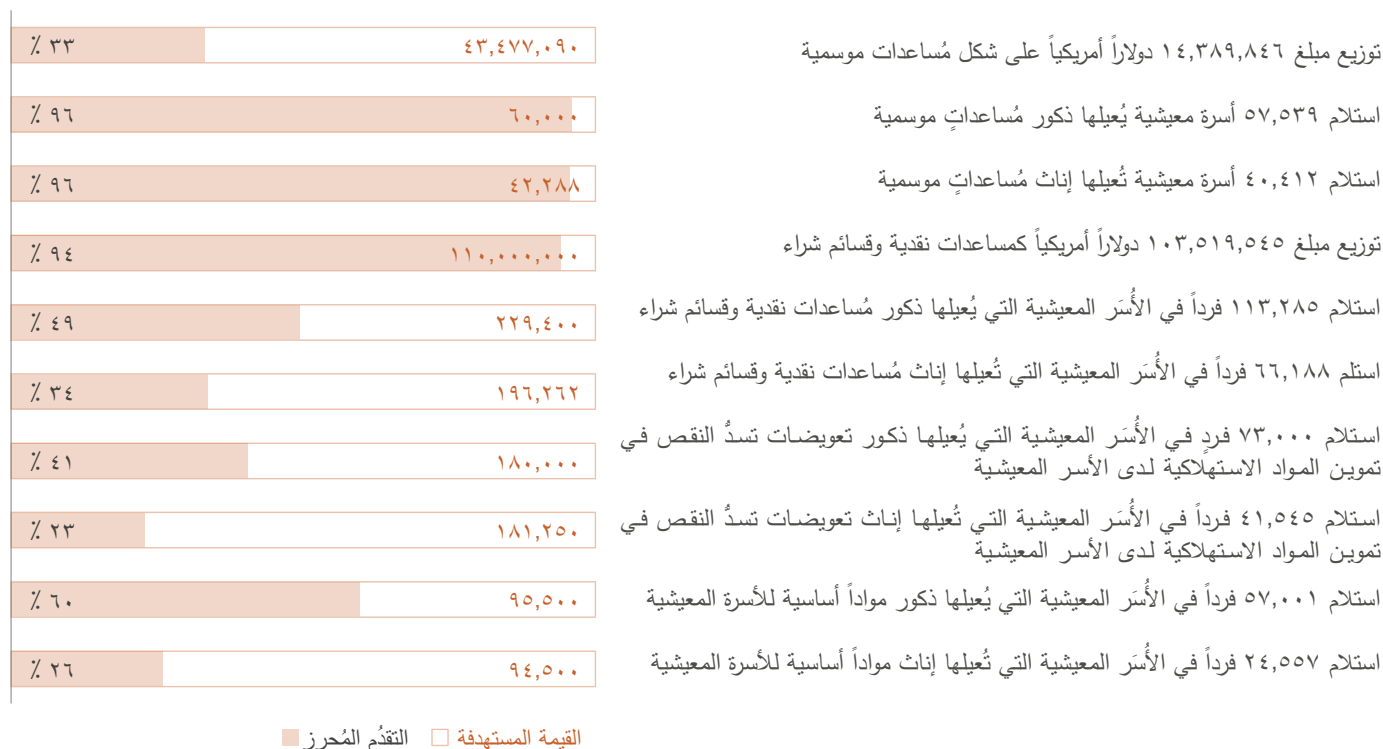 توزيع مبلغ ١٤,٣٨٩,٨٤٦ دولاراً أمريكياً على شكل مُساعدات موسمية
٤٣,٤٧٧,٠٩٠
٣٣ ٪
استلام ٥٧,٥٣٩ أسرة معيشية يُعيلها ذكور مُساعداتٍ موسمية
٦٠,٠٠٠
٩٦ ٪
استلام ٤٠,٤١٢ أسرة معيشية تُعيلها إناث مُساعداتٍ موسمية
٤٢,٢٨٨
٩٦ ٪
توزيع مبلغ ١٠٣,٥١٩,٥٤٥ دولاراً أمريكياً كمساعدات نقدية وقسائم شراء
١١٠,٠٠٠,٠٠٠
٩٤ ٪
استلام ١١٣,٢٨٥ فرداً في الأُسَر المعيشية التي يُعيلها ذكور مُساعدات نقدية وقسائم شراء
٢٢٩,٤٠٠
٤٩ ٪
استلم ٦٦,١٨٨ فرداً في الأُسَر المعيشية التي تُعيلها إناث مُساعدات نقدية وقسائم شراء
١٩٦,٢٦٢
٣٤ ٪
استلام ٧٣,٠٠٠ فردٍ في الأُسَر المعيشية التي يُعيلها ذكور تعويضات تسدُّ النقص في
تموين المواد الاستهلاكية لدى الأسر المعيشية
١٨٠,٠٠٠
٤١ ٪
استلام ٤١,٥٤٥ فرداً في الأُسَر المعيشية التي تُعيلها إناث تعويضات تسدُّ النقص في
تموين المواد الاستهلاكية لدى الأسر المعيشية
١٨١,٢٥٠
٢٣ ٪
استلام ٥٧,٠٠١ فرداً في الأُسَر المعيشية التي يُعيلها ذكور مواداً أساسية للأسرة المعيشية
٩٥,٥٠٠
٦٠ ٪
استلام ٢٤,٥٥٧ فرداً في الأُسَر المعيشية التي تُعيلها إناث مواداً أساسية للأسرة المعيشية
٩٤,٥٠٠
٢٦ ٪
القيمة المستهدفة
التقدُم المُحرز